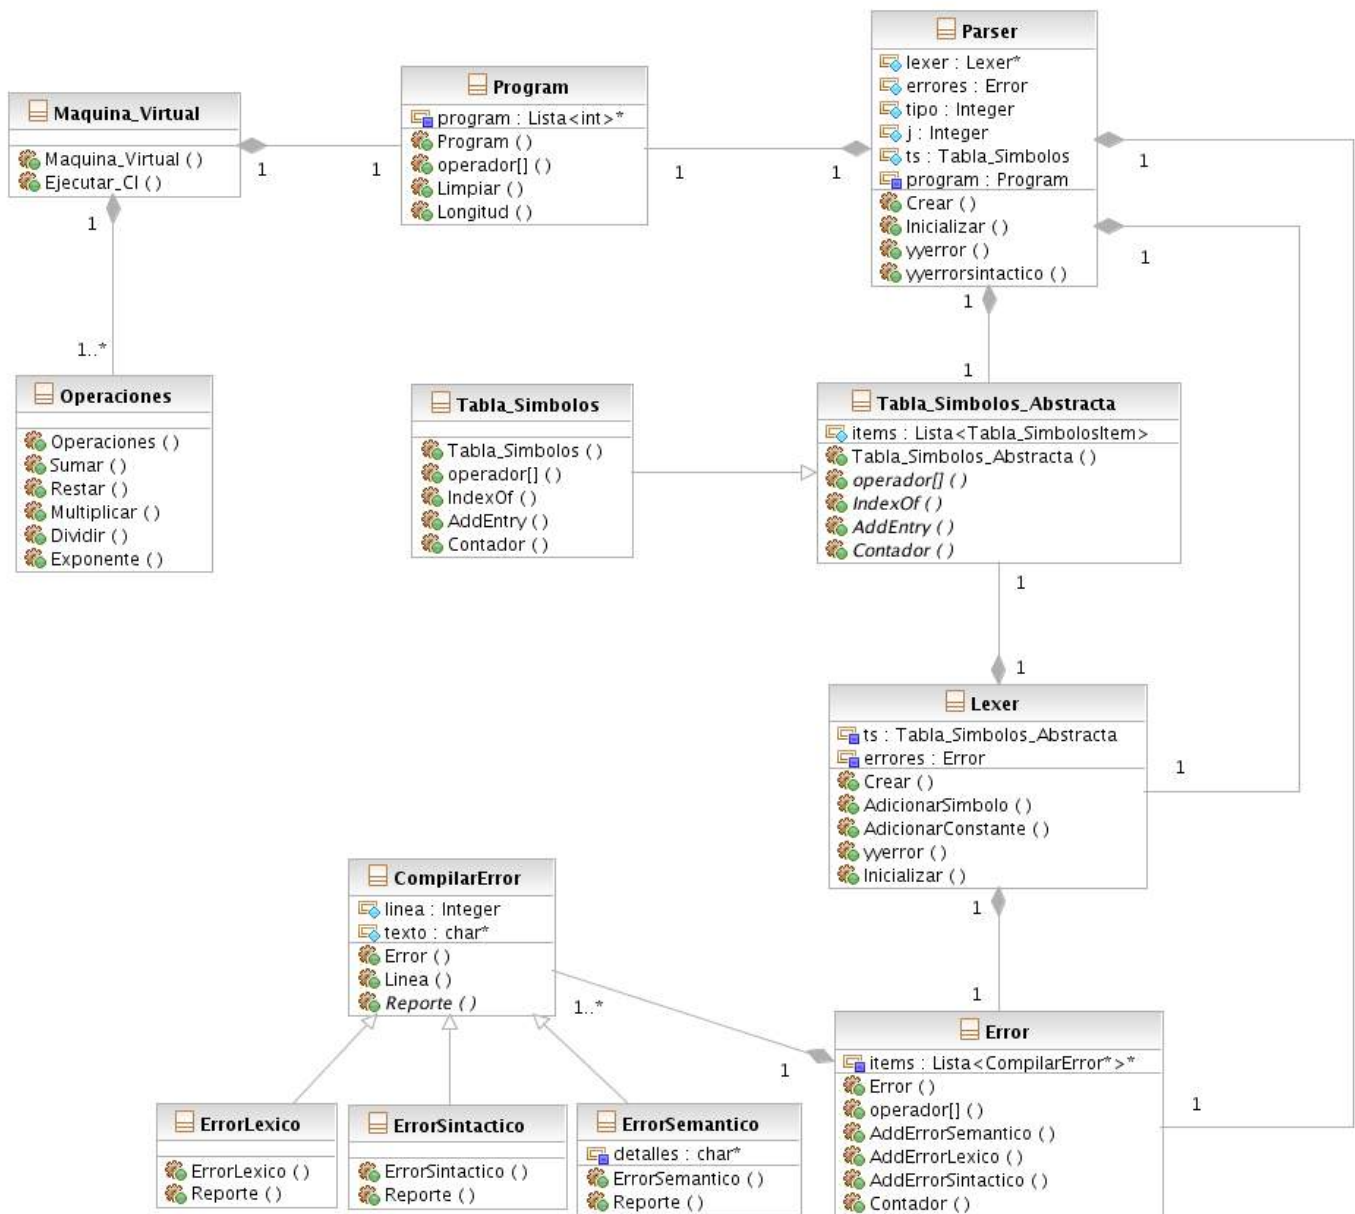 Parser
lexer : Lexer*
errores : Error
tipo : Integer
j : Integer
ts : Tabla_Simbolos
program : Program
Crear ( )
Inicializar ( )
yyerror ( )
yyerrorsintactico ( )
Program
program : Lista<int>*
Program ( )
operador[] ( )
Limpiar ( )
Longitud ( )
Maquina_Virtual
Maquina_Virtual ( )
Ejecutar_CI ( )
1
1
1
1
1
1
1
1..*
1
1
Operaciones
Operaciones ( )
Sumar ( )
Restar ( )
Multiplicar ( )
Dividir ( )
Exponente ( )
Tabla_Simbolos
Tabla_Simbolos ( )
operador[] ( )
IndexOf ( )
AddEntry ( )
Contador ( )
Tabla_Simbolos_Abstracta
items : Lista<Tabla_SimbolosItem>
Tabla_Simbolos_Abstracta ( )
operador[] ( )
IndexOf ( )
AddEntry ( )
Contador ( )
1
1
Lexer
ts : Tabla_Simbolos_Abstracta
errores : Error
Crear ( )
AdicionarSimbolo ( )
AdicionarConstante ( )
yyerror ( )
Inicializar ( )
1
1
1
CompilarError
linea : Integer
texto : char*
Error ( )
Linea ( )
Reporte ( )
1..*
1
Error
items : Lista<CompilarError*>*
Error ( )
operador[] ( )
AddErrorSemantico ( )
AddErrorLexico ( )
AddErrorSintactico ( )
Contador ( )
1
ErrorLexico
ErrorLexico ( )
Reporte ( )
ErrorSintactico
ErrorSintactico ( )
Reporte ( )
ErrorSemantico
detalles : char*
ErrorSemantico ( )
Reporte ( )